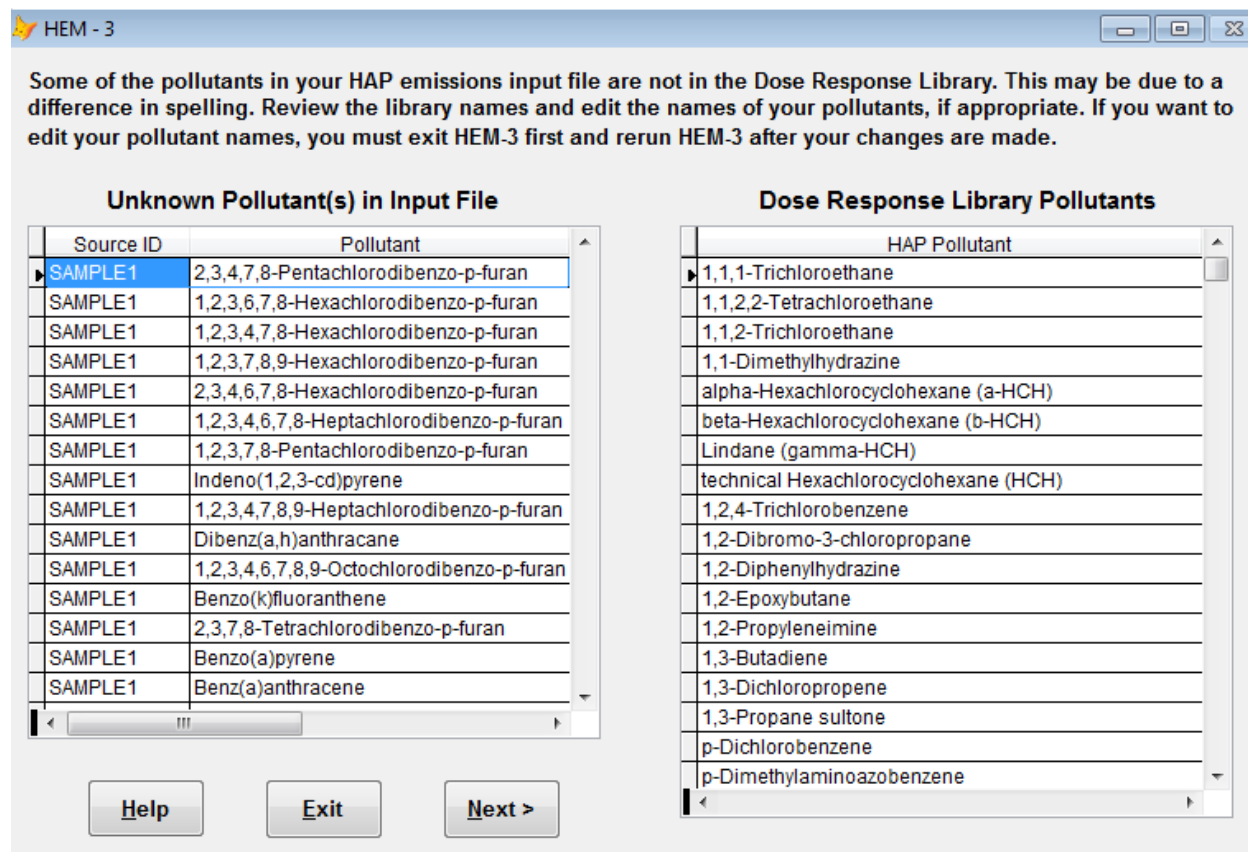 HEM - 3
Some of the pollutants in your HAP emissions input file are not in the Dose Response Library. This may be due to a
difference in spelling. Review the library names and edit the names of your pollutants, if appropriate. If you want to
edit your pollutant names, you must exit HEM-3 first and rerun HEM-3 after your changes are made.
Unknown Pollutant(s) in Input File
Source ID Pollutant
SAMPLE1 2,3,4,7,8-Pentachlorodibenzo-p-furan
SAMPLE1 1,2,3,6,7,8-Hexachlorodibenzo-p-furan
SAMPLE1 1,2,3,4,7,8-Hexachlorodibenzo-p-furan
SAMPLE1 1,2,3,7,8,9-Hexachlorodibenzo-p-furan
SAMPLE1 2,3,4,6,7,8-Hexachlorodibenzo-p-furan
SAMPLE1 1,2,3,4,6,7,8-Heptachlorodibenzo-p-furan
SAMPLE1 1,2,3,7,8-Pentachlorodibenzo-p-furan
SAMPLE1 Indeno(1,2,3-cd)pyrene
SAMPLE1 1,2,3,4,7,8,9-Heptachlorodibenzo-p-furan
SAMPLE1 Dibenz(a,h)anthracane
SAMPLE1 1,2,3,4,6,7,8,9-Octochlorodibenzo-p-furan
SAMPLE1 Benzo(k)fluoranthene
SAMPLE1 2,3,7,8-Tetrachlorodibenzo-p-furan
SAMPLE1 Benzo(a)pyrene
SAMPLE1 Benz(a)anthracene
Dose Response Library Pollutants
HAP Pollutant
1,1,1-Trichloroethane
1,1,2,2-Tetrachloroethane
1,1,2-Trichloroethane
1,1-Dimethylhydrazine
alpha-Hexachlorocyclohexane (a-HCH)
beta-Hexachlorocyclohexane (b-HCH)
Lindane (gamma-HCH)
technical Hexachlorocyclohexane (HCH)
1,2,4-Trichlorobenzene
1,2-Dibromo-3-chloropropane
1,2-Diphenylhydrazine
1,2-Epoxybutane
1,2-Propyleneimine
1,3-Butadiene
1,3-Dichloropropene
1,3-Propane sultone
p-Dichlorobenzene
p-Dimethylaminoazobenzene
Help
Exit
Next >